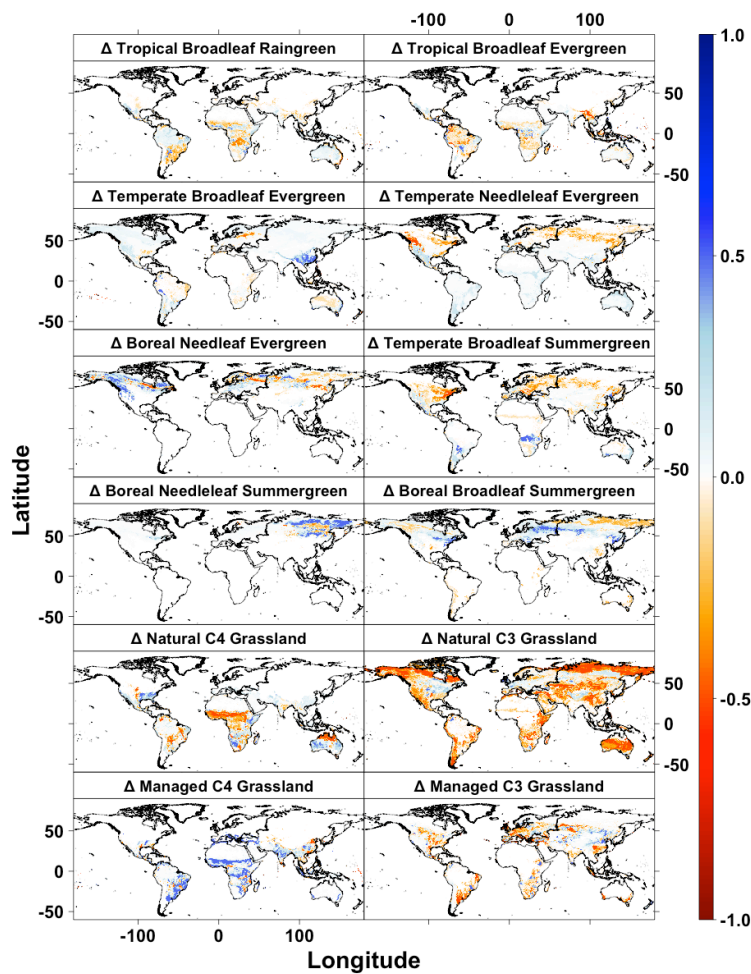 -100 0 100
Δ Tropical Broadleaf Raingreen Δ Tropical Broadleaf Evergreen
50
0
-50
Δ Temperate Broadleaf Evergreen Δ Temperate Needleleaf Evergreen
50
0
-50
Δ Boreal Needleaf Evergreen Δ Temperate Broadleaf Summergreen
50
0
-50
Δ Boreal Needleleaf Summergreen Δ Boreal Broadleaf Summergreen
50
0
-50
Δ Natural C4 Grassland Δ Natural C3 Grassland
50
0
-50
Δ Managed C4 Grassland Δ Managed C3 Grassland
50
0
-50
-100 0 100
Longitude
Latitude
1.0
0.5
0.0
-0.5
-1.0